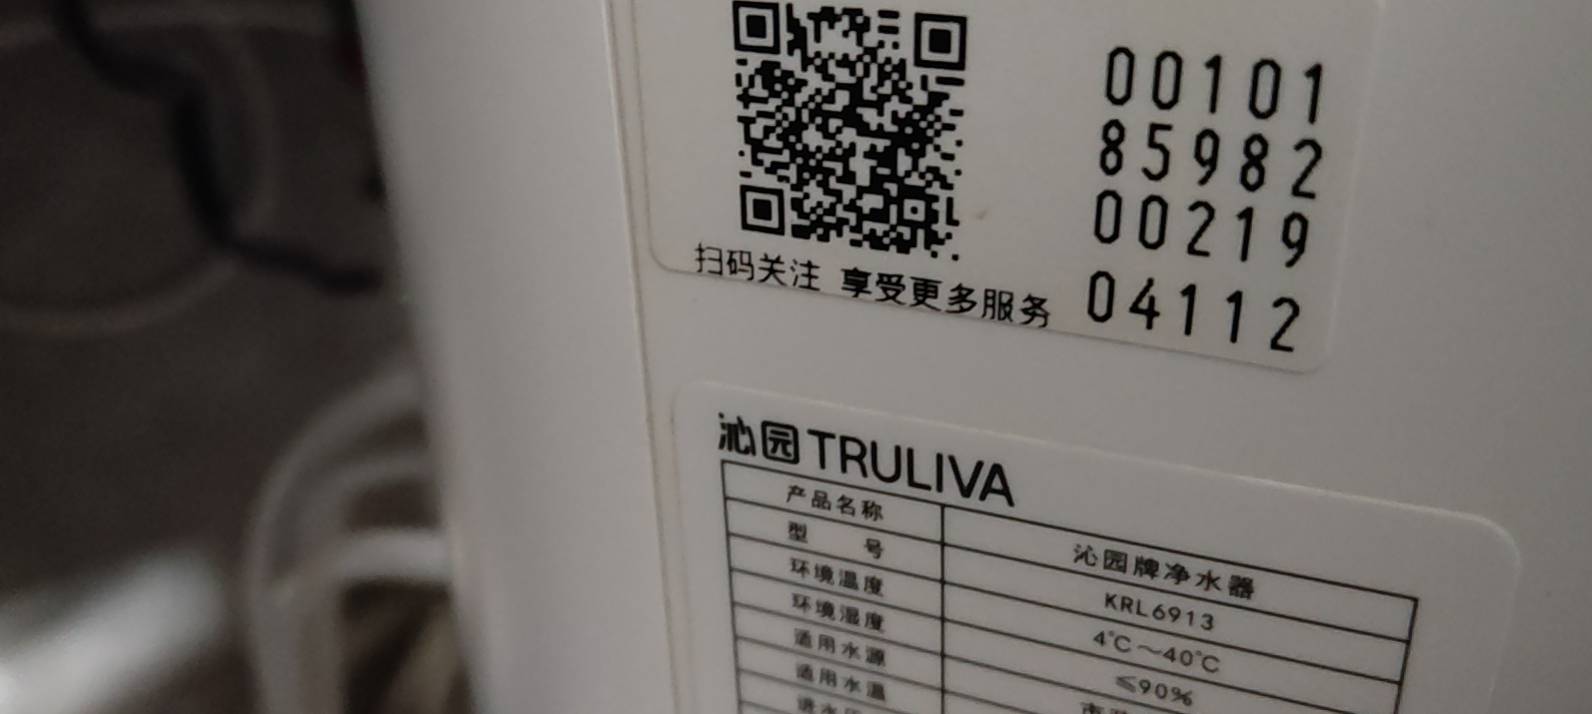 00101
85982
00219
04112
扫码关注 享受更多服务
沁园 TRULIVA
产品名称 沁园牌净水器
型号 KRL6913
环境温度 4℃～40℃
环境湿度 ≤90%
适用水源
适用水温
进水